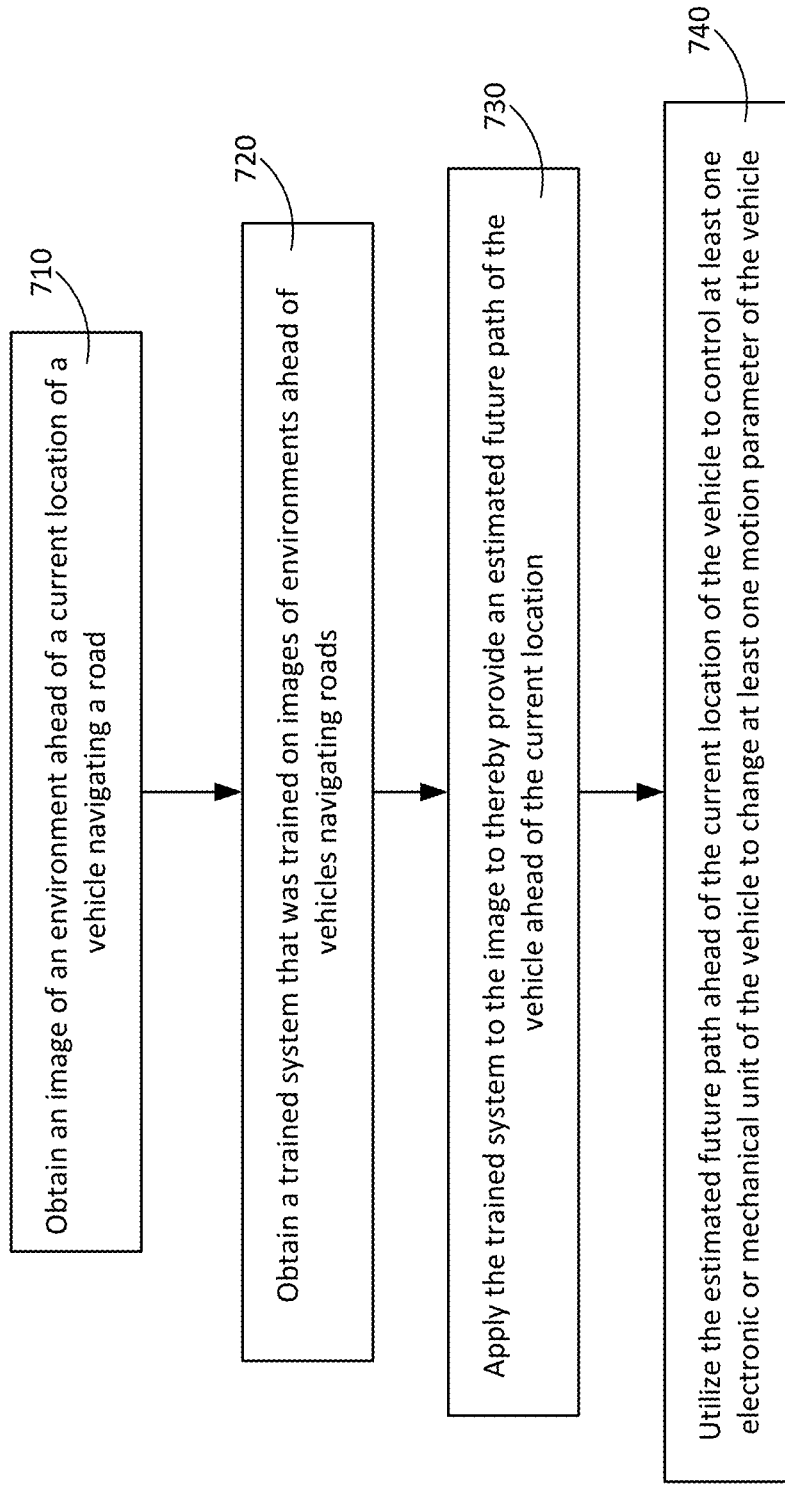 710
Obtain an image of an environment ahead of a current location of a
vehicle navigating a road
720
Obtain a trained system that was trained on images of environments ahead of
vehicles navigating roads
730
Apply the trained system to the image to thereby provide an estimated future path of the
vehicle ahead of the current location
740
Utilize the estimated future path ahead of the current location of the vehicle to control at least one
electronic or mechanical unit of the vehicle to change at least one motion parameter of the vehicle